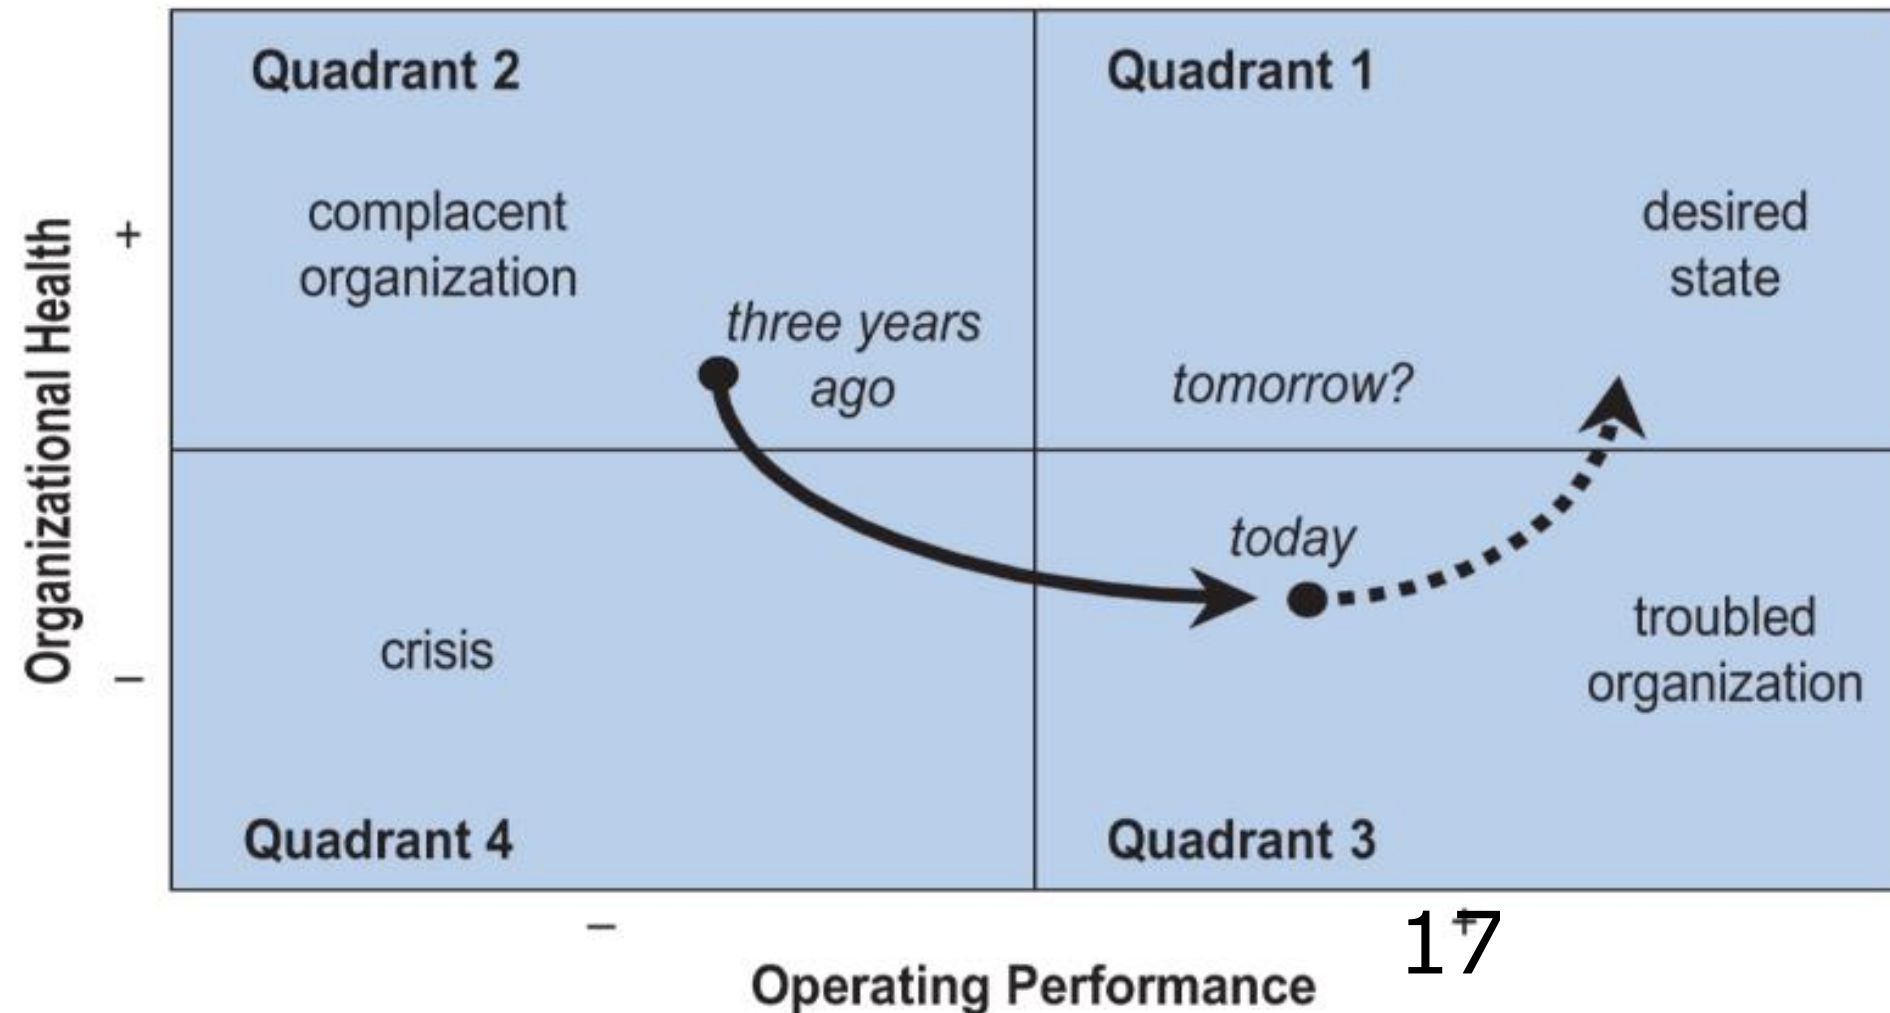 Quadrant 2
Quadrant 1
complacent
organization
desired
state
three years
ago
tomorrow?
Organizational Health
+
–
today
crisis
troubled
organization
Quadrant 4
Quadrant 3
–
+
17
Operating Performance